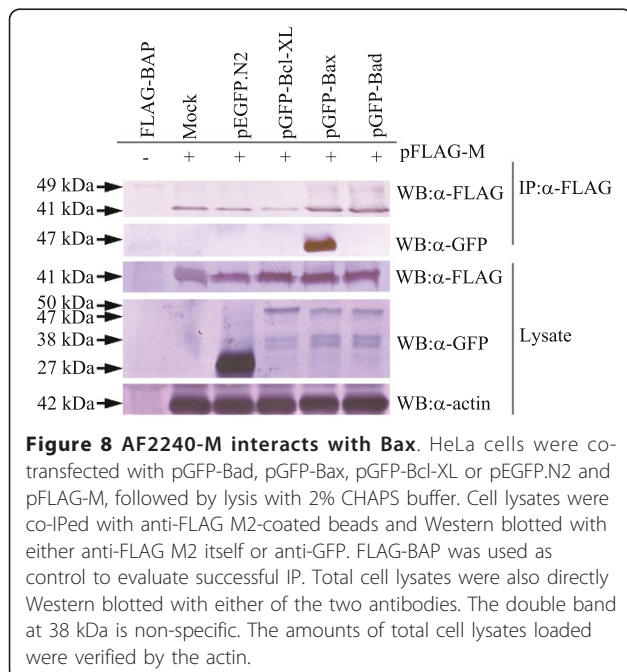 FLAG-BAP
Mock
pEGFP.N2
pGFP-Bcl-XL
pGFP-Bax
pGFP-Bad
- + + + + + pFLAG-M
49 kDa
41 kDa
WB:α-FLAG
IP:α-FLAG
47 kDa
WB:α-GFP
41 kDa
WB:α-FLAG
50 kDa
47 kDa
38 kDa
27 kDa
WB:α-GFP
Lysate
42 kDa
WB:α-actin
Figure 8 AF2240-M interacts with Bax. HeLa cells were co-
transfected with pGFP-Bad, pGFP-Bax, pGFP-Bcl-XL or pEGFP.N2 and
pFLAG-M, followed by lysis with 2% CHAPS buffer. Cell lysates were
co-IPed with anti-FLAG M2-coated beads and Western blotted with
either anti-FLAG M2 itself or anti-GFP. FLAG-BAP was used as
control to evaluate successful IP. Total cell lysates were also directly
Western blotted with either of the two antibodies. The double band
at 38 kDa is non-specific. The amounts of total cell lysates loaded
were verified by the actin.